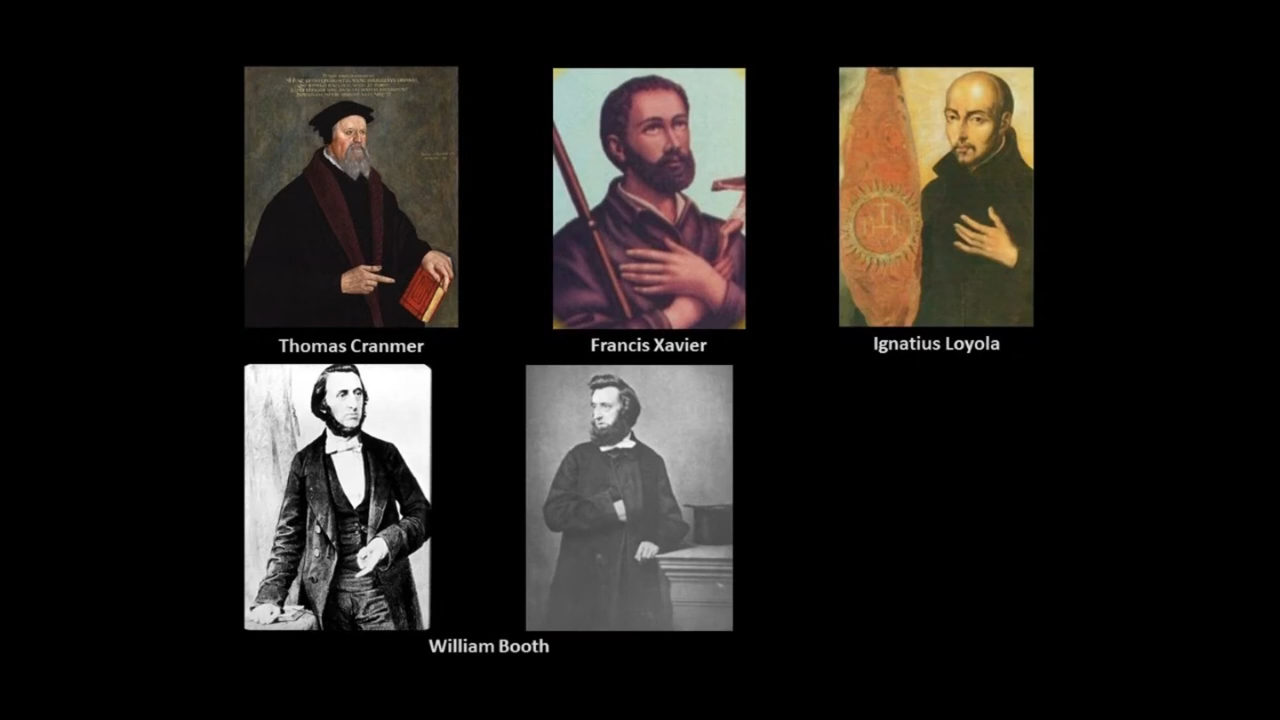 Thomas Cranmer
Francis Xavier
Ignatius Loyola
William Booth